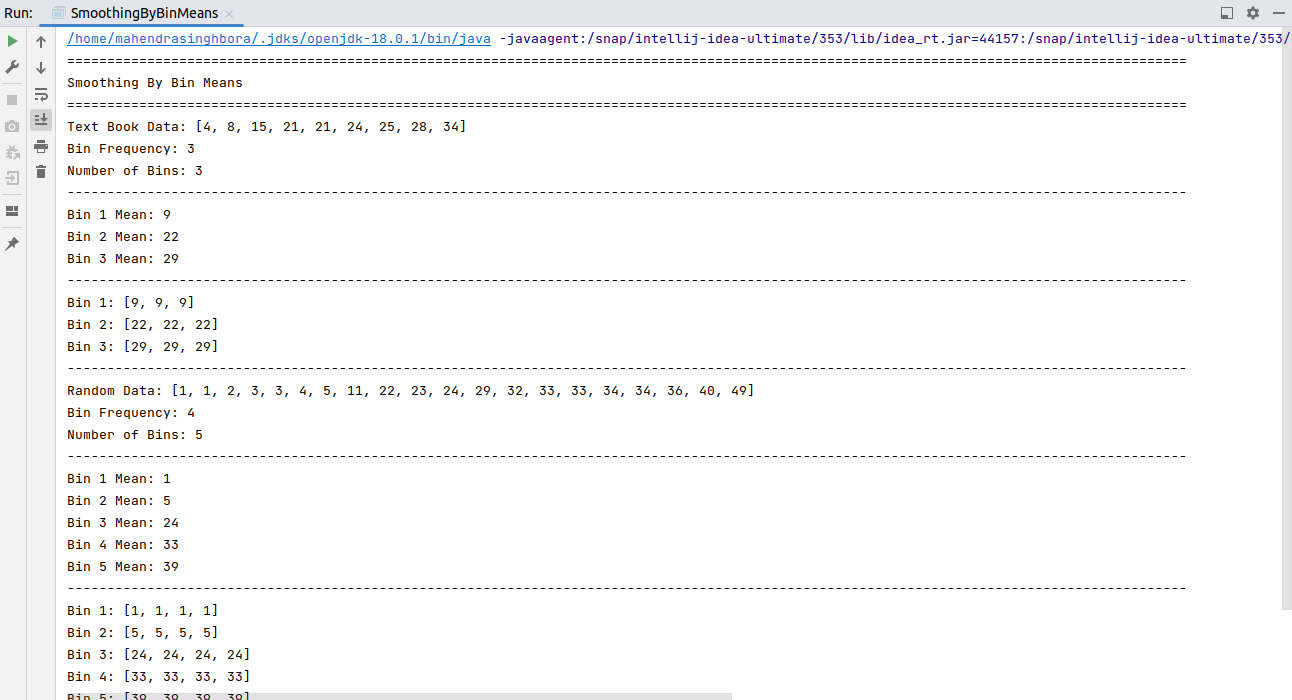 Run: SmoothingByBinMeans
/home/mahendrasinghbora/.jdks/openjdk-18.0.1/bin/java -javaagent:/snap/intellij-idea-ultimate/353/lib/idea_rt.jar=44157:/snap/intellij-idea-ultimate/353/
============================================================================================================================================
Smoothing By Bin Means
============================================================================================================================================
Text Book Data: [4, 8, 15, 21, 21, 24, 25, 28, 34]
Bin Frequency: 3
Number of Bins: 3
--------------------------------------------------------------------------------------------------------------------------------------------
Bin 1 Mean: 9
Bin 2 Mean: 22
Bin 3 Mean: 29
--------------------------------------------------------------------------------------------------------------------------------------------
Bin 1: [9, 9, 9]
Bin 2: [22, 22, 22]
Bin 3: [29, 29, 29]
--------------------------------------------------------------------------------------------------------------------------------------------
Random Data: [1, 1, 2, 3, 3, 4, 5, 11, 22, 23, 24, 29, 32, 33, 33, 34, 34, 36, 40, 49]
Bin Frequency: 4
Number of Bins: 5
--------------------------------------------------------------------------------------------------------------------------------------------
Bin 1 Mean: 1
Bin 2 Mean: 5
Bin 3 Mean: 24
Bin 4 Mean: 33
Bin 5 Mean: 39
--------------------------------------------------------------------------------------------------------------------------------------------
Bin 1: [1, 1, 1, 1]
Bin 2: [5, 5, 5, 5]
Bin 3: [24, 24, 24, 24]
Bin 4: [33, 33, 33, 33]
Bin 5: [39, 39, 39, 39]